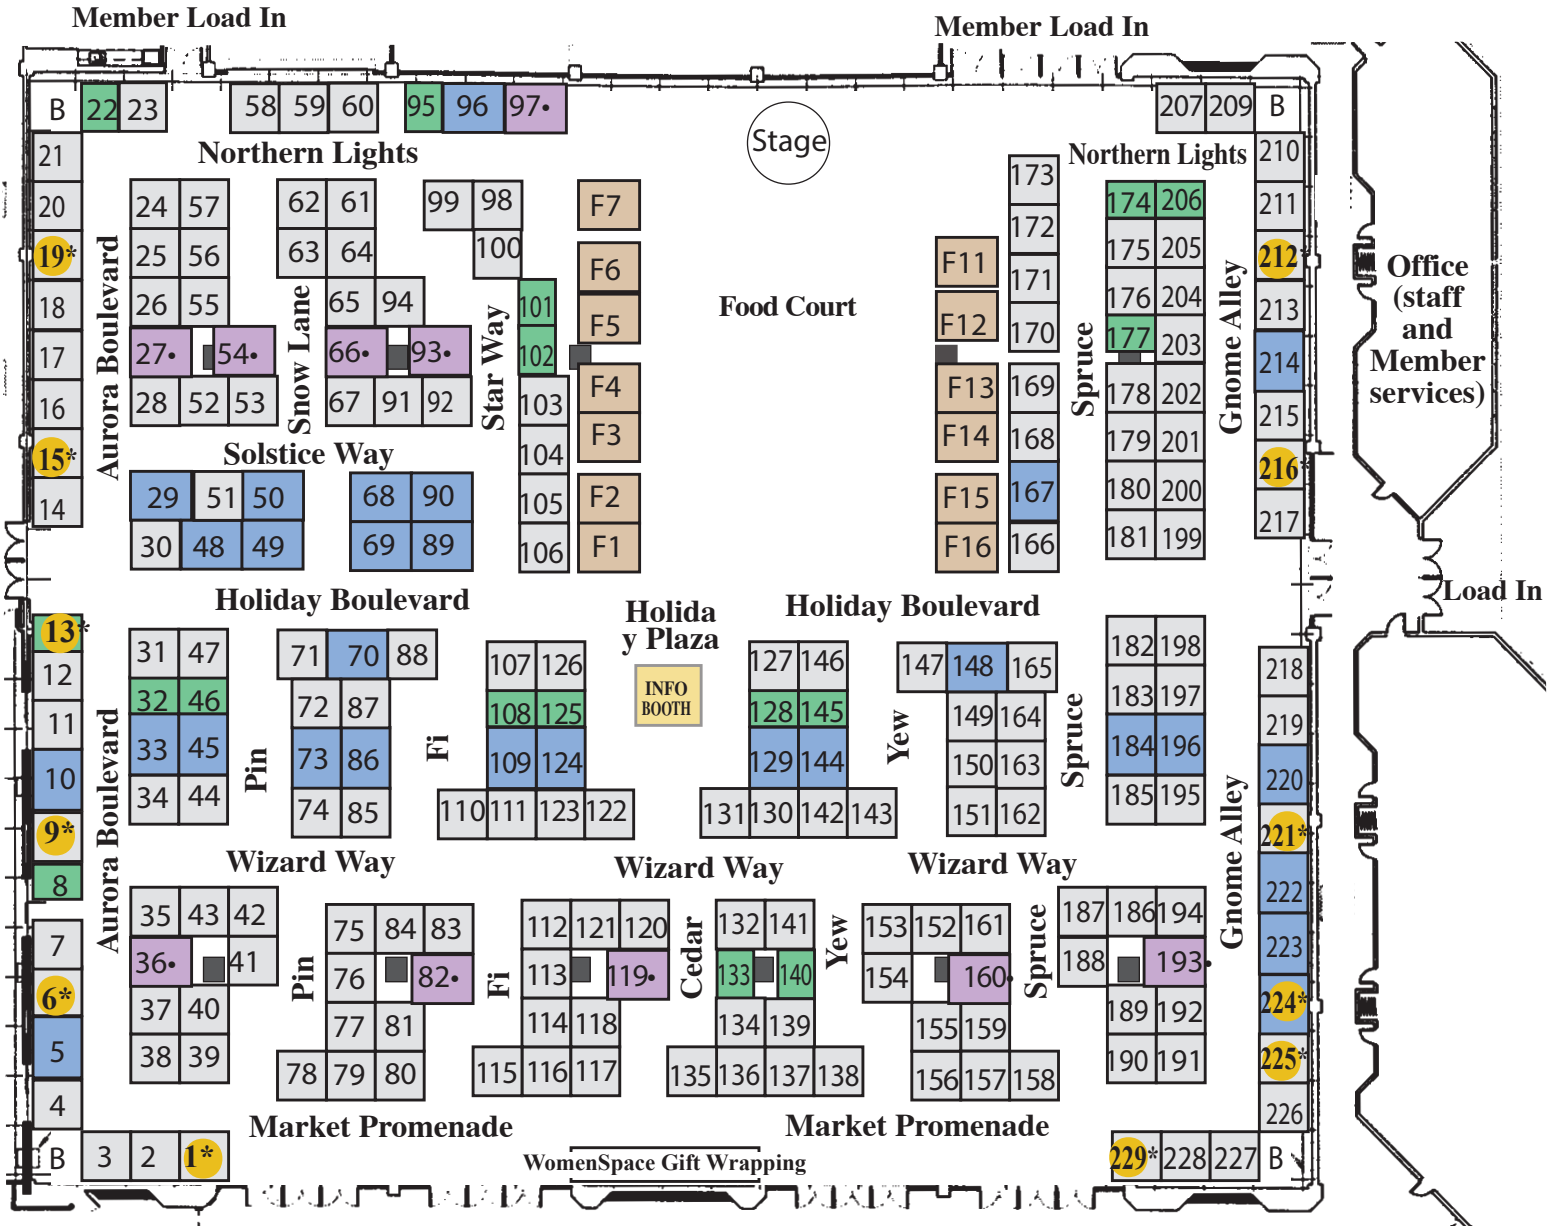 Member Load In
Member Load In
B 22 23 58 59 60 95 96 97• 207 209 B
Stage
21 Northern Lights Northern Lights 210
20 24 57 62 61 99 98 F7 173 174 206 211
19* 25 56 63 64 100 F6 F11 172 175 205 212*
18 26 55 65 94 101 F5 F12 171 176 204 213
Food Court
17 27• 54• 66• 93• 102 170 177 203 214
16 28 52 53 67 91 92 103 F4 F13 169 178 202 215
Aurora Boulevard
Snow Lane
Star Way
Spruce
Gnome Alley
Office
(staff
and
Member
services)
15* Solstice Way 104 F3 F14 168 179 201 216*
14 29 51 50 68 90 105 F2 F15 167 180 200 217
30 48 49 69 89 106 F1 F16 166 181 199
Load In
Holiday Boulevard
Holida
y Plaza
Holiday Boulevard
INFO
BOOTH
13* 31 47 71 70 88 107 126 127 146 147 148 165 182 198 218
12 32 46 72 87 108 125 128 145 149 164 183 197 219
11 33 45 73 86 109 124 129 144 150 163 184 196 220
10 34 44 74 85 110 111 123 122 131 130 142 143 151 162 185 195 221*
9*
8
Aurora Boulevard
Pin
Fi
Yew
Spruce
Gnome Alley
Wizard Way
Wizard Way
Wizard Way
35 43 42 75 84 83 112 121 120 132 141 153 152 161 187 186 194 222
7 36• 41 76 82• 113 119• 133 140 154 160• 188 193• 223
6* 37 40 77 81 114 118 134 139 155 159 189 192 224*
5 38 39 78 79 80 115 116 117 135 136 137 138 156 157 158 190 191 225*
Pin
Fi
Cedar
Yew
Spruce
4 226
Market Promenade
Market Promenade
B 3 2 1* WomenSpace Gift Wrapping 229* 228 227 B